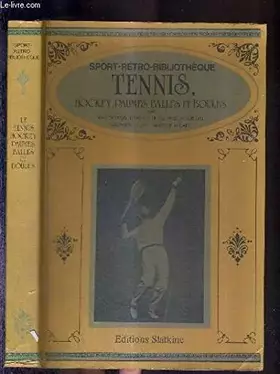 Le-livre.com
SPORT-RETRO-BIBLIOTHEQUE
TENNIS,
HOCKEY PAUMES BALLES ET BOULES
Editions Slatkine
SPORT-
RETRO-
BIBLIOTHEQUE
LE
TENNIS,
HOCKEY
PAUMES,
BALLES
ET
BOULES